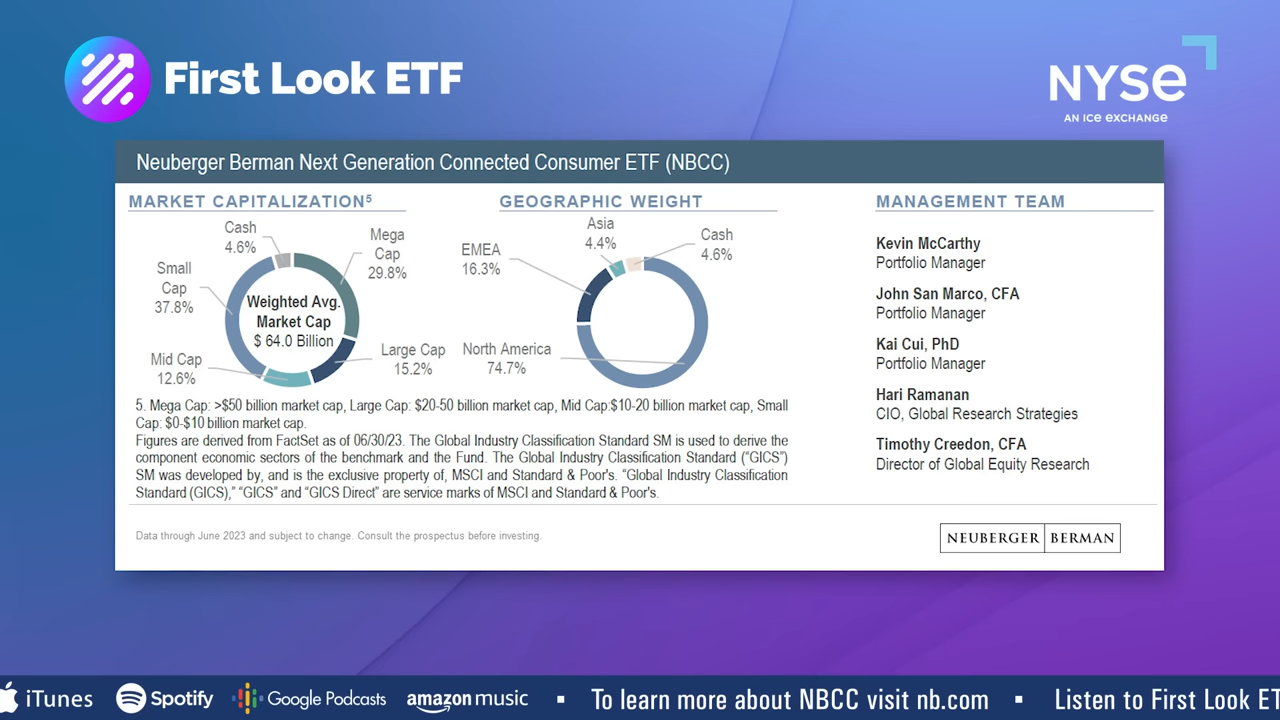 First Look ETF
NYSE
AN ICE EXCHANGE
Neuberger Berman Next Generation Connected Consumer ETF (NBCC)
MARKET CAPITALIZATION⁵
Cash
4.6%
Mega
Cap
29.8%
Small
Cap
37.8%
Weighted Avg.
Market Cap
$ 64.0 Billion
Mid Cap
12.6%
Large Cap
15.2%
GEOGRAPHIC WEIGHT
Asia
4.4%
Cash
4.6%
EMEA
16.3%
North America
74.7%
5. Mega Cap: >$50 billion market cap, Large Cap: $20-50 billion market cap, Mid Cap:$10-20 billion market cap, Small
Cap: $0-$10 billion market cap.
Figures are derived from FactSet as of 06/30/23. The Global Industry Classification Standard SM is used to derive the
component economic sectors of the benchmark and the Fund. The Global Industry Classification Standard (“GICS”)
SM was developed by, and is the exclusive property of, MSCI and Standard & Poor's. “Global Industry Classification
Standard (GICS),” “GICS” and “GICS Direct” are service marks of MSCI and Standard & Poor's.
MANAGEMENT TEAM
Kevin McCarthy
Portfolio Manager
John San Marco, CFA
Portfolio Manager
Kai Cui, PhD
Portfolio Manager
Hari Ramanan
CIO, Global Research Strategies
Timothy Creedon, CFA
Director of Global Equity Research
Data through June 2023 and subject to change. Consult the prospectus before investing.
NEUBERGER BERMAN
iTunes Spotify Google Podcasts amazon music ▪ To learn more about NBCC visit nb.com ▪ Listen to First Look ET